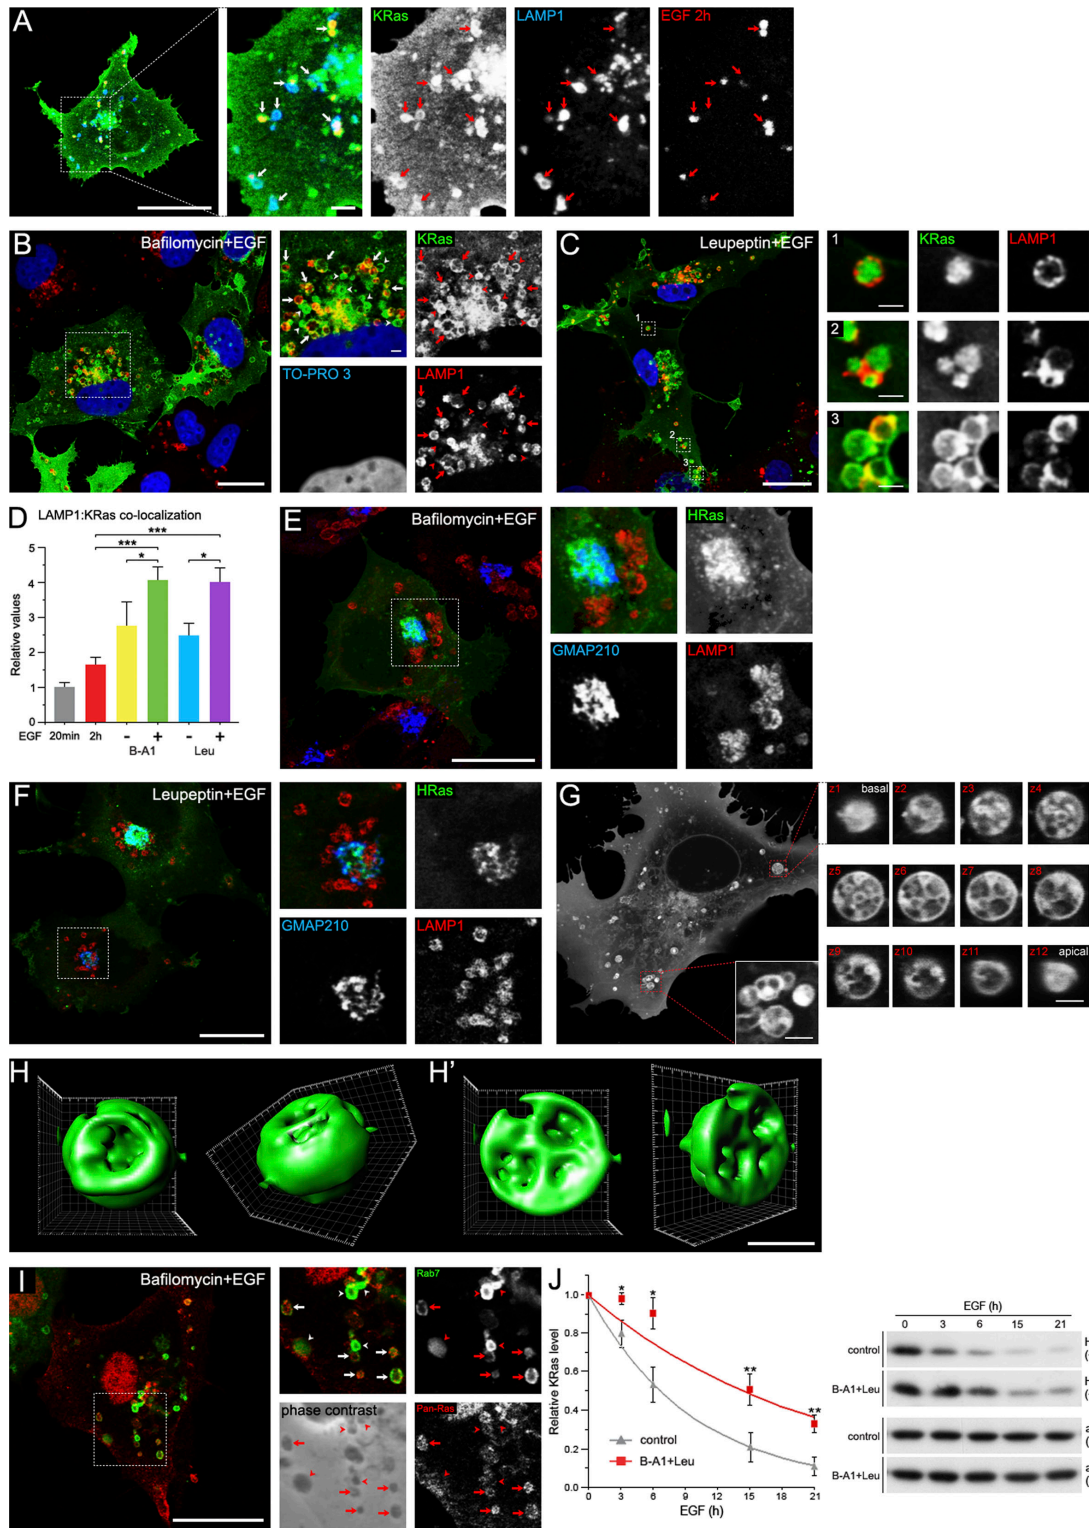 A
KRas
LAMP1
EGF 2h
B
Bafilomycin+EGF
KRas
TO-PRO 3
LAMP1
C
Leupeptin+EGF
1
2
3
1
KRas
LAMP1
2
3
D
LAMP1:KRas co-localization
***
***
*
*
Relative values
5
4
3
2
1
0
EGF 20min 2h - + - +
B-A1 Leu
E
Bafilomycin+EGF
HRas
GMAP210
LAMP1
F
Leupeptin+EGF
HRas
GMAP210
LAMP1
G
z1 basal
z2
z3
z4
z5
z6
z7
z8
z9
z10
z11
z12 apical
H
H'
I
Bafilomycin+EGF
Rab7
phase contrast
Pan-Ras
J
Relative KRas level
1.0
0.8
0.6
0.4
0.2
0.0
*
*
**
**
control
B-A1+Leu
0 3 6 9 12 15 18 21
EGF (h)
EGF (h)
0 3 6 15 21
control
H
(
B-A1+Leu
H
(
control
a
(
B-A1+Leu
a
(